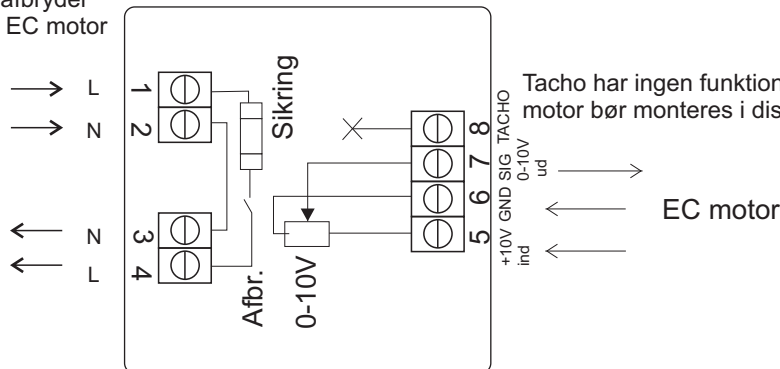 afbryder
EC motor
L
N
N
L
1
2
3
4
Sikring
Afbr.
0-10V
8
7
6
5
TACHO
SIG
0-10V
ud
GND
+10V
ind
Tacho har ingen funktion
motor bør monteres i dis
EC motor